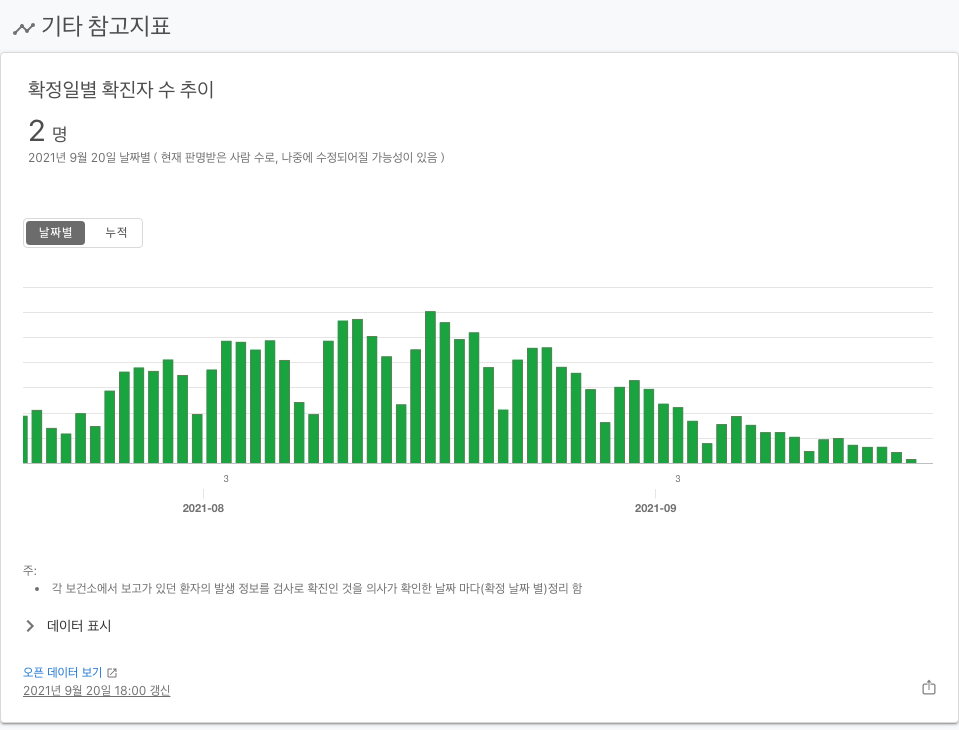 기타 참고지표
확정일별 확진자 수 추이
2 명
2021년 9월 20일 날짜별 ( 현재 판명받은 사람 수로, 나중에 수정되어질 가능성이 있음 )
날짜별 누적
3 3
2021-08 2021-09
주:
• 각 보건소에서 보고가 있던 환자의 발생 정보를 검사로 확진인 것을 의사가 확인한 날짜 마다(확정 날짜 별)정리 함
데이터 표시
오픈 데이터 보기
2021년 9월 20일 18:00 갱신